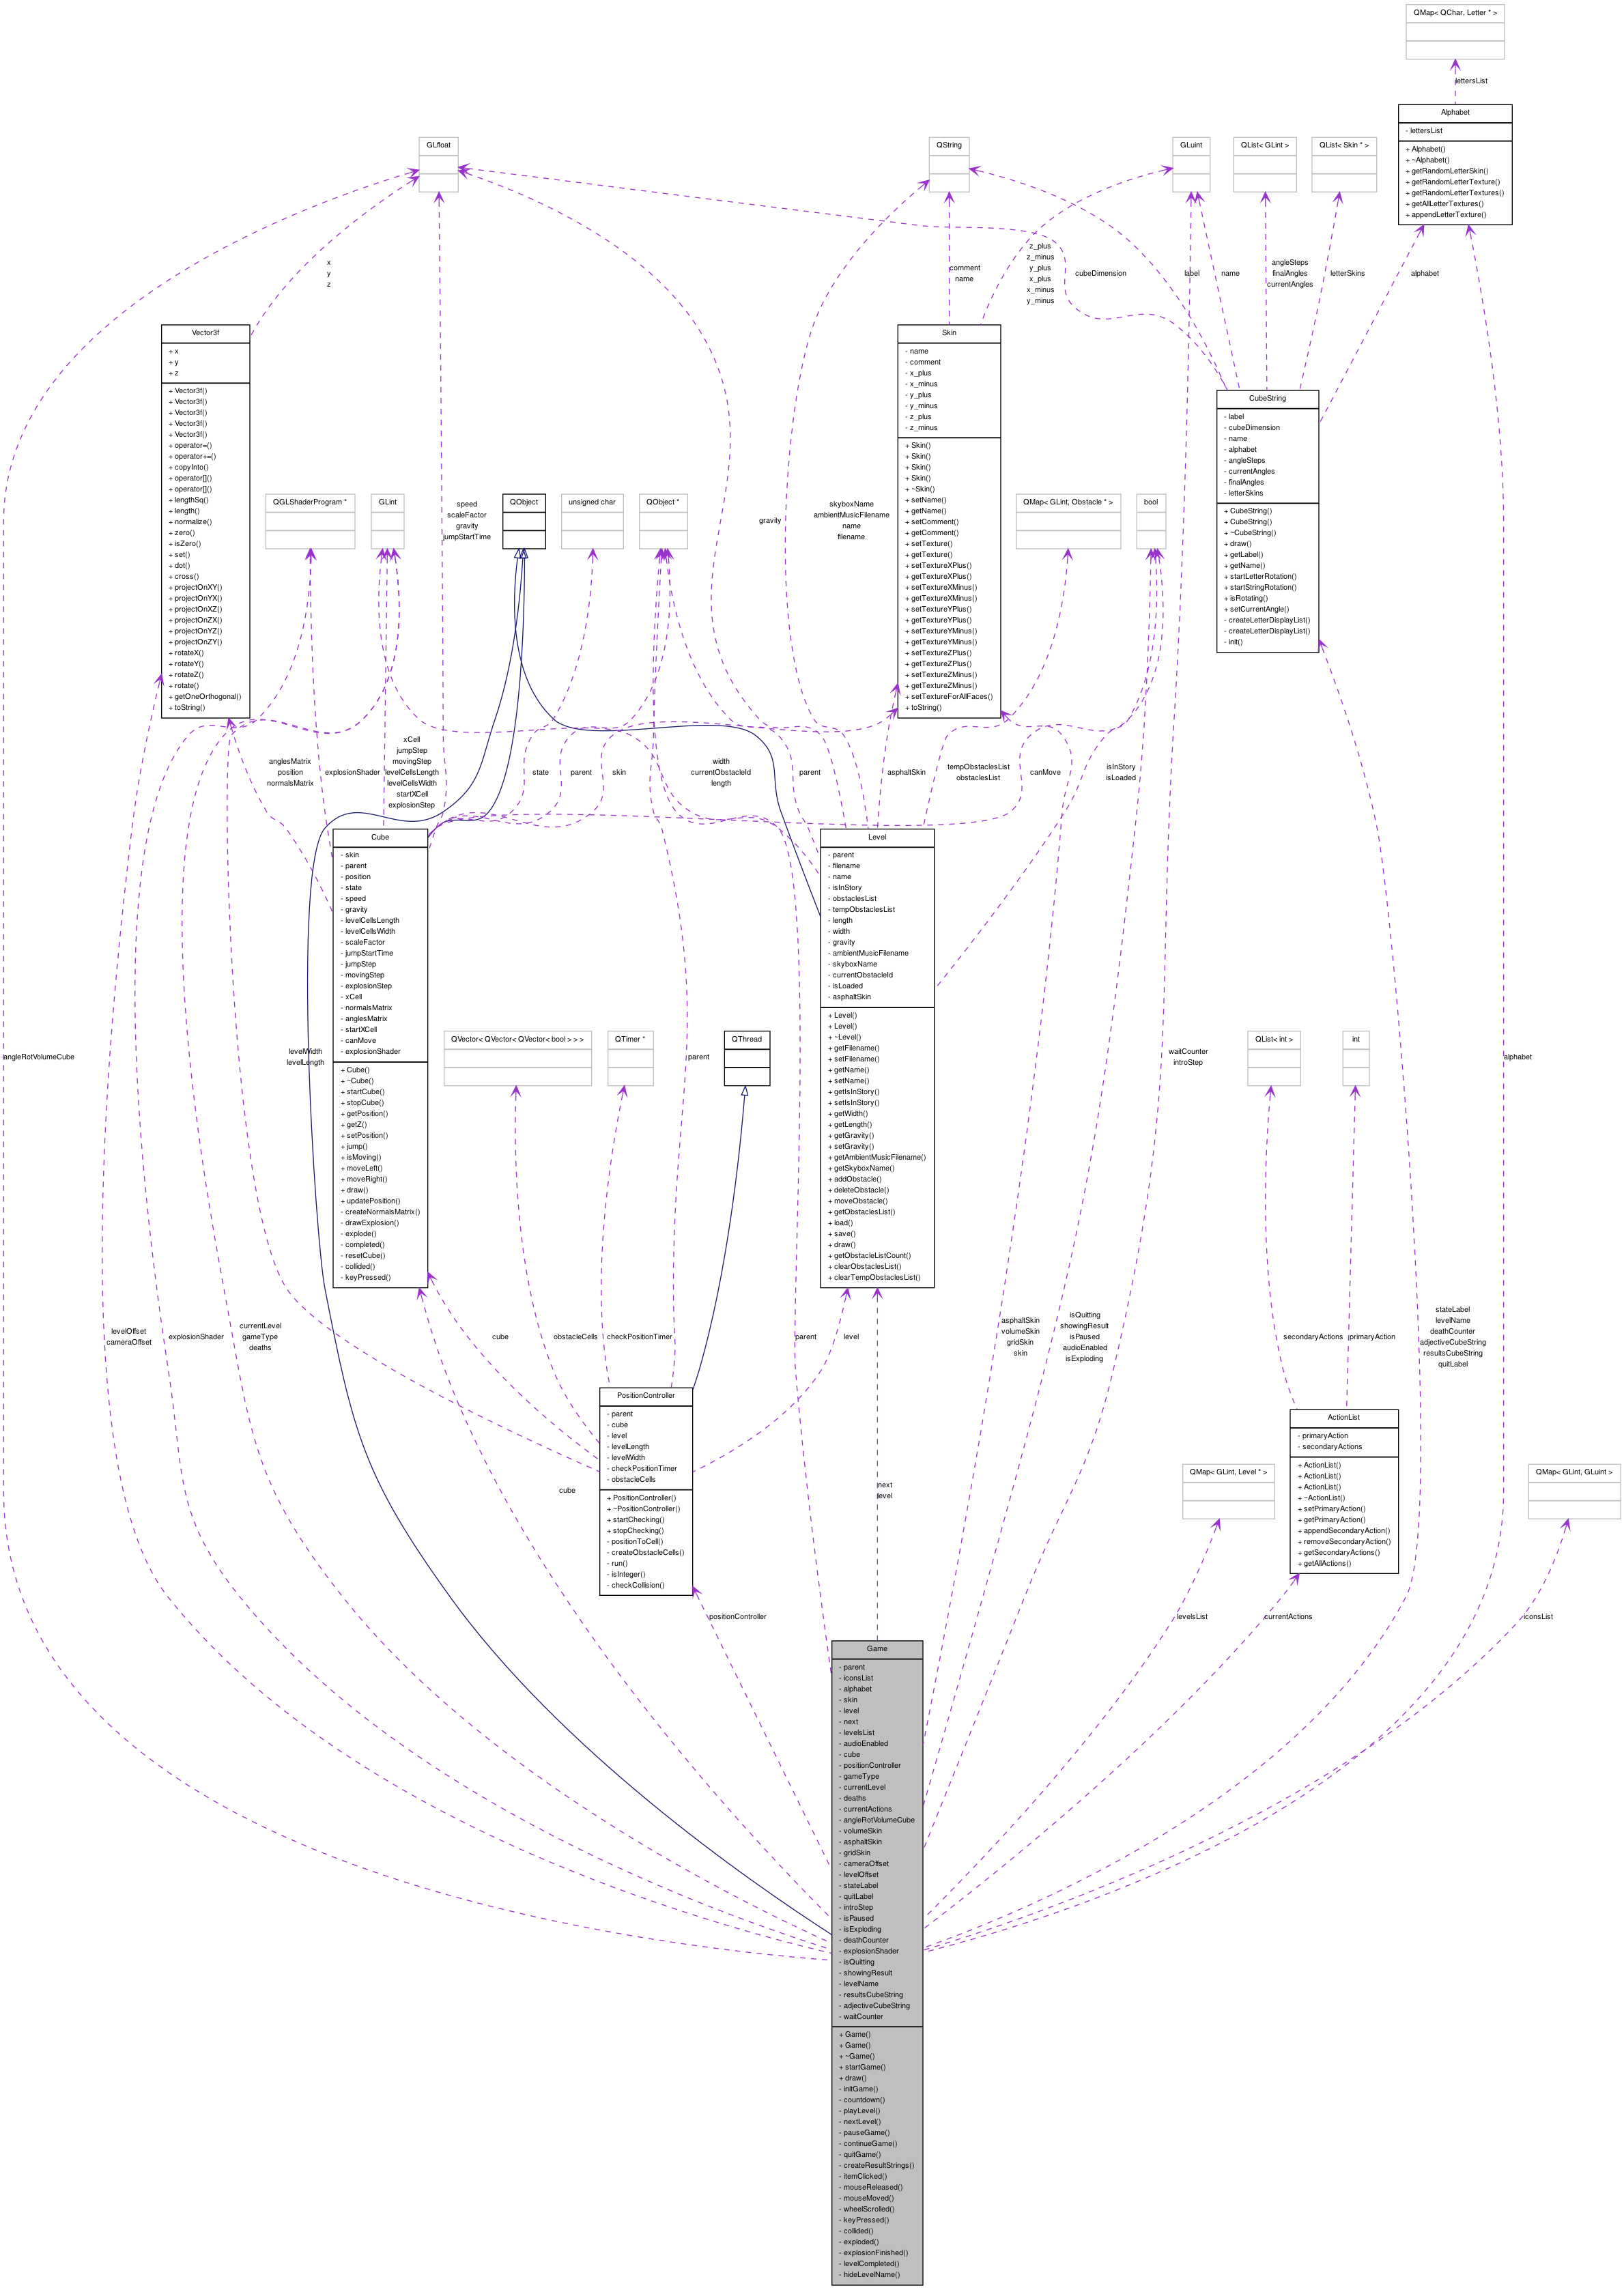 QMap< QChar, Letter * >
lettersList
Alphabet
- lettersList
+ Alphabet()
+ ~Alphabet()
+ getRandomLetterSkin()
+ getRandomLetterTexture()
+ getRandomLetterTextures()
+ getAllLetterTextures()
+ appendLetterTexture()
GLfloat
QString
GLuint
QList< GLint >
QList< Skin * >
x
y
z
comment
name
z_plus
z_minus
y_plus
x_plus
x_minus
y_minus
cubeDimension
label
name
angleSteps
finalAngles
currentAngles
letterSkins
alphabet
Vector3f
+ x
+ y
+ z
+ Vector3f()
+ Vector3f()
+ Vector3f()
+ Vector3f()
+ Vector3f()
+ operator=()
+ operator+=()
+ copyInto()
+ operator[]()
+ operator[]()
+ lengthSq()
+ length()
+ normalize()
+ zero()
+ isZero()
+ set()
+ dot()
+ cross()
+ projectOnXY()
+ projectOnYX()
+ projectOnXZ()
+ projectOnZX()
+ projectOnYZ()
+ projectOnZY()
+ rotateX()
+ rotateY()
+ rotateZ()
+ rotate()
+ getOneOrthogonal()
+ toString()
Skin
- name
- comment
- x_plus
- x_minus
- y_plus
- y_minus
- z_plus
- z_minus
+ Skin()
+ Skin()
+ Skin()
+ Skin()
+ ~Skin()
+ setName()
+ getName()
+ setComment()
+ getComment()
+ setTexture()
+ getTexture()
+ setTextureXPlus()
+ getTextureXPlus()
+ setTextureXMinus()
+ getTextureXMinus()
+ setTextureYPlus()
+ getTextureYPlus()
+ setTextureYMinus()
+ getTextureYMinus()
+ setTextureZPlus()
+ getTextureZPlus()
+ setTextureZMinus()
+ getTextureZMinus()
+ setTextureForAllFaces()
+ toString()
CubeString
- label
- cubeDimension
- name
- alphabet
- angleSteps
- currentAngles
- finalAngles
- letterSkins
+ CubeString()
+ CubeString()
+ ~CubeString()
+ draw()
+ getLabel()
+ getName()
+ startLetterRotation()
+ startStringRotation()
+ isRotating()
+ setCurrentAngle()
- createLetterDisplayList()
- createLetterDisplayList()
- init()
QGLShaderProgram *
GLint
speed
scaleFactor
gravity
jumpStartTime
QObject
unsigned char
QObject *
gravity
skyboxName
ambientMusicFilename
name
filename
QMap< GLint, Obstacle * >
bool
anglesMatrix
position
normalsMatrix
explosionShader
xCell
jumpStep
movingStep
levelCellsLength
levelCellsWidth
startXCell
explosionStep
state
parent
skin
width
currentObstacleId
length
parent
asphaltSkin
tempObstaclesList
obstaclesList
canMove
isInStory
isLoaded
Cube
- skin
- parent
- position
- state
- speed
- gravity
- levelCellsLength
- levelCellsWidth
- scaleFactor
- jumpStartTime
- jumpStep
- movingStep
- explosionStep
- xCell
- normalsMatrix
- anglesMatrix
- startXCell
- canMove
- explosionShader
+ Cube()
+ ~Cube()
+ startCube()
+ stopCube()
+ getPosition()
+ getZ()
+ setPosition()
+ jump()
+ isMoving()
+ moveLeft()
+ moveRight()
+ draw()
+ updatePosition()
- createNormalsMatrix()
- drawExplosion()
- explode()
- completed()
- resetCube()
- collided()
- keyPressed()
Level
- parent
- filename
- name
- isInStory
- obstaclesList
- tempObstaclesList
- length
- width
- gravity
- ambientMusicFilename
- skyboxName
- currentObstacleId
- isLoaded
- asphaltSkin
+ Level()
+ Level()
+ ~Level()
+ getFilename()
+ setFilename()
+ getName()
+ setName()
+ getIsInStory()
+ setIsInStory()
+ getWidth()
+ getLength()
+ getGravity()
+ setGravity()
+ getAmbientMusicFilename()
+ getSkyboxName()
+ addObstacle()
+ deleteObstacle()
+ moveObstacle()
+ getObstaclesList()
+ load()
+ save()
+ draw()
+ getObstacleListCount()
+ clearObstaclesList()
+ clearTempObstaclesList()
angleRotVolumeCube
levelWidth
levelLength
QVector< QVector< QVector< bool > > >
QTimer *
parent
QThread
waitCounter
introStep
QList< int >
int
alphabet
levelOffset
cameraOffset
explosionShader
currentLevel
gameType
deaths
cube
obstacleCells
checkPositionTimer
parent
level
asphaltSkin
volumeSkin
gridSkin
skin
isQuitting
showingResult
isPaused
audioEnabled
isExploding
secondaryActions
primaryAction
stateLabel
levelName
deathCounter
adjectiveCubeString
resultsCubeString
quitLabel
PositionController
- parent
- cube
- level
- levelLength
- levelWidth
- checkPositionTimer
- obstacleCells
+ PositionController()
+ ~PositionController()
+ startChecking()
+ stopChecking()
- positionToCell()
- createObstacleCells()
- run()
- isInteger()
- checkCollision()
ActionList
- primaryAction
- secondaryActions
+ ActionList()
+ ActionList()
+ ActionList()
+ ~ActionList()
+ setPrimaryAction()
+ getPrimaryAction()
+ appendSecondaryAction()
+ removeSecondaryAction()
+ getSecondaryActions()
+ getAllActions()
cube
next
level
QMap< GLint, Level * >
QMap< GLint, GLuint >
positionController
levelsList
currentActions
iconsList
Game
- parent
- iconsList
- alphabet
- skin
- level
- next
- levelsList
- audioEnabled
- cube
- positionController
- gameType
- currentLevel
- deaths
- currentActions
- angleRotVolumeCube
- volumeSkin
- asphaltSkin
- gridSkin
- cameraOffset
- levelOffset
- stateLabel
- quitLabel
- introStep
- isPaused
- isExploding
- deathCounter
- explosionShader
- isQuitting
- showingResult
- levelName
- resultsCubeString
- adjectiveCubeString
- waitCounter
+ Game()
+ Game()
+ ~Game()
+ startGame()
+ draw()
- initGame()
- countdown()
- playLevel()
- nextLevel()
- pauseGame()
- continueGame()
- quitGame()
- createResultStrings()
- itemClicked()
- mouseReleased()
- mouseMoved()
- wheelScrolled()
- keyPressed()
- collided()
- exploded()
- explosionFinished()
- levelCompleted()
- hideLevelName()